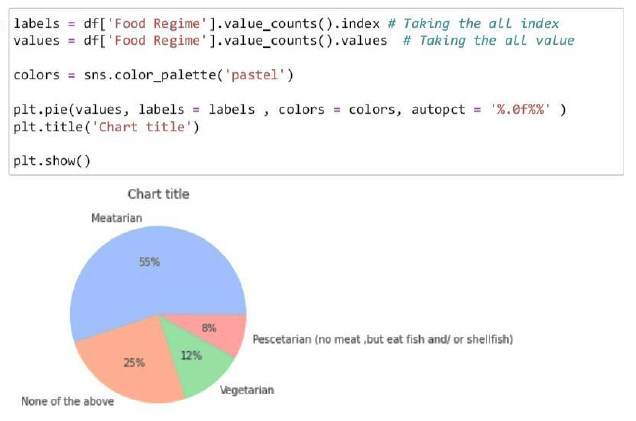 labels = df['Food Regime'].value_counts().index # Taking the all index
values = df['Food Regime'].value_counts().values  # Taking the all value
colors = sns.color_palette('pastel')
plt.pie(values, labels = labels , colors = colors, autopct = '%.0f%%' )
plt.title('Chart title')
plt.show()
Chart title
Meatarian
55%
8%
Pescetarian (no meat ,but eat fish and/ or shellfish)
12%
25%
Vegetarian
None of the above